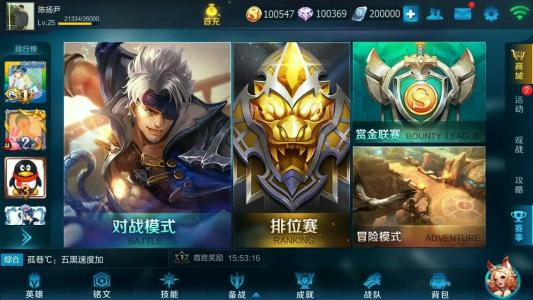 陈扬尹
Lv.25 21334/26000
首充
100547
100369
200000
排行榜
1
2
3
对战模式
BATTLE
排位赛
RANKING
S
赏金联赛
BOUNTY LEAGUE
冒险模式
ADVENTURE
商城
2
活动
观战
攻略
赛事
综合 孤巷℃：五黑速度加
首胜奖励 15:53:16
英雄
铭文
技能
备战
成就
战队
背包